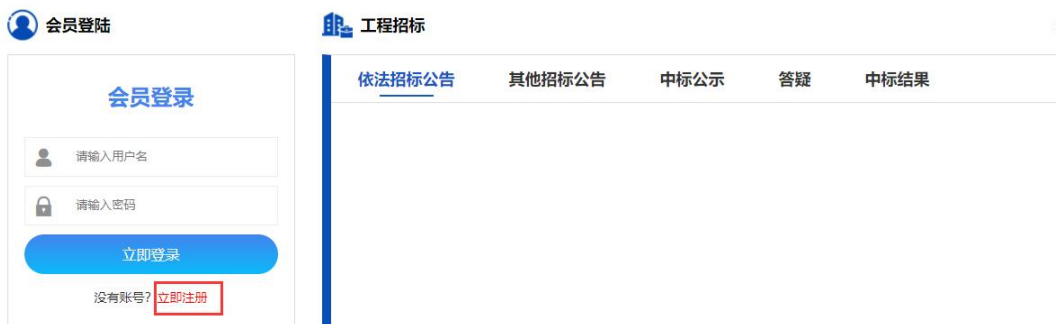 会员登陆
工程招标
会员登录
请输入用户名
请输入密码
立即登录
没有账号? 立即注册
依法招标公告 其他招标公告 中标公示 答疑 中标结果